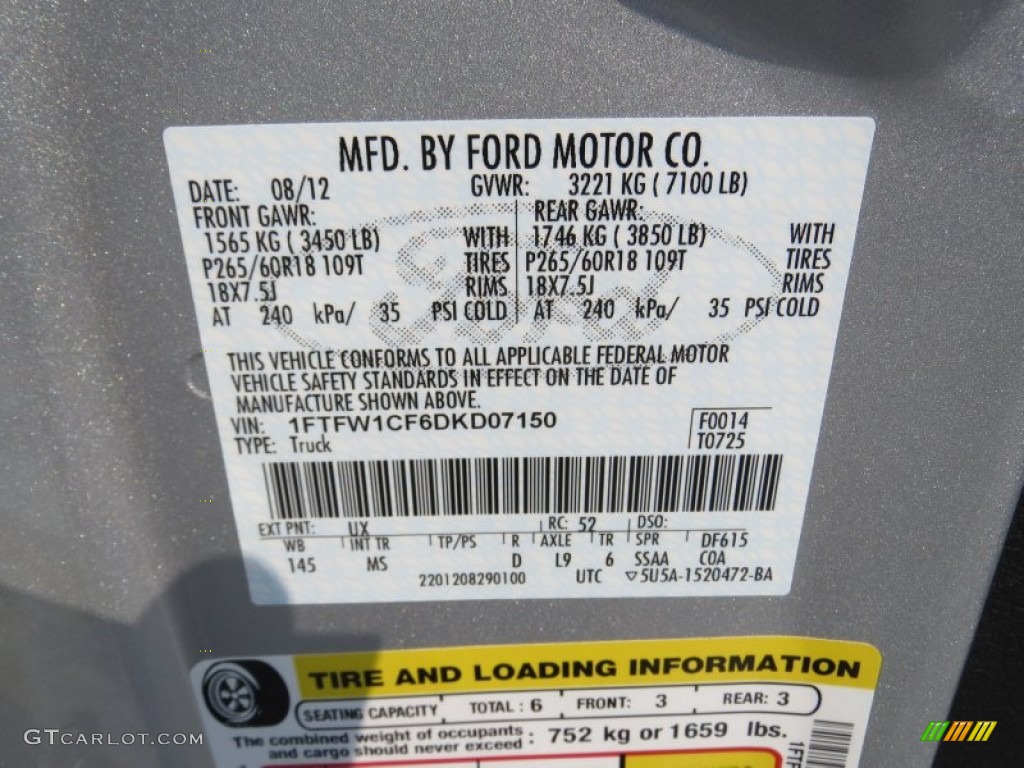 MFD. BY FORD MOTOR CO.
DATE: 08/12 GVWR: 3221 KG ( 7100 LB)
FRONT GAWR: REAR GAWR:
1565 KG ( 3450 LB) WITH 1746 KG ( 3850 LB) WITH
P265/60R18 109T TIRES P265/60R18 109T TIRES
18X7.5J RIMS 18X7.5J RIMS
AT 240 kPa/ 35 PSI COLD AT 240 kPa/ 35 PSI COLD
THIS VEHICLE CONFORMS TO ALL APPLICABLE FEDERAL MOTOR
VEHICLE SAFETY STANDARDS IN EFFECT ON THE DATE OF
MANUFACTURE SHOWN ABOVE.
VIN: 1FTFW1CF6DKD07150 F0014
TYPE: Truck T0725
EXT PNT: UX RC: 52 DSO:
WB INT TR TP/PS R AXLE TR SPR DF615
145 MS D L9 6 SSAA COA
2201208290100 UTC ▽5U5A-1520472-BA
TIRE AND LOADING INFORMATION
SEATING CAPACITY TOTAL : 6 FRONT: 3 REAR: 3
The combined weight of occupants : 752 kg or 1659 lbs.
and cargo should never exceed
1FTF
GTCARLOT.COM